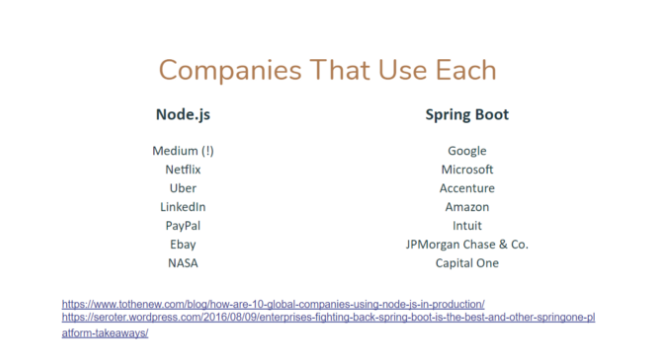 Companies That Use Each
Node.js
Medium (!)
Netflix
Uber
LinkedIn
PayPal
Ebay
NASA
Spring Boot
Google
Microsoft
Accenture
Amazon
Intuit
JPMorgan Chase & Co.
Capital One
https://www.tothenew.com/blog/how-are-10-global-companies-using-node-js-in-production/
https://seroter.wordpress.com/2016/08/09/enterprises-fighting-back-spring-boot-is-the-best-and-other-springone-pl
atform-takeaways/